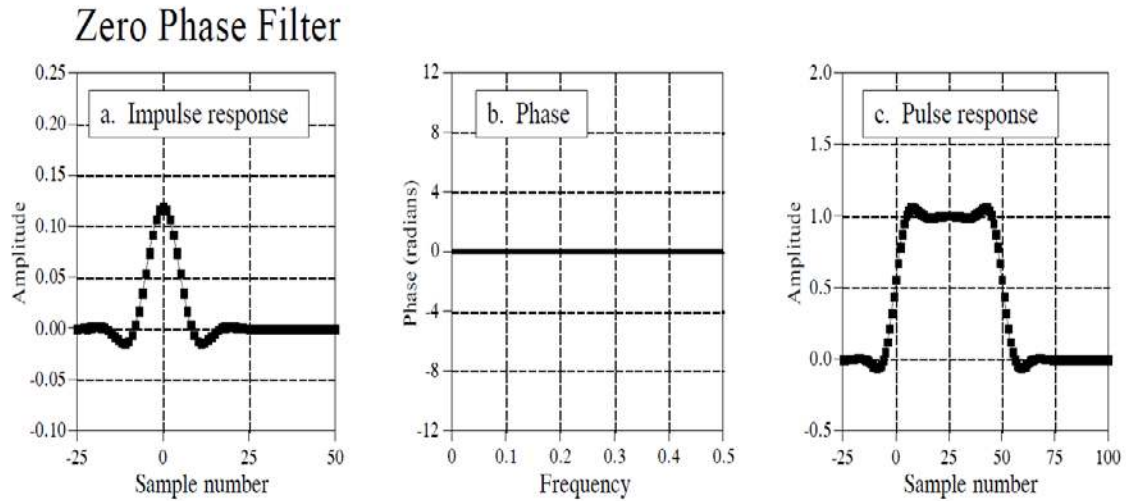 Zero Phase Filter
a. Impulse response
0.25
0.20
0.15
0.10
0.05
0.00
-0.05
-0.10
Amplitude
-25 0 25 50
Sample number
b. Phase
12
8
4
0
-4
-8
-12
Phase (radians)
0 0.1 0.2 0.3 0.4 0.5
Frequency
c. Pulse response
2.0
1.5
1.0
0.5
0.0
-0.5
Amplitude
-25 0 25 50 75 100
Sample number